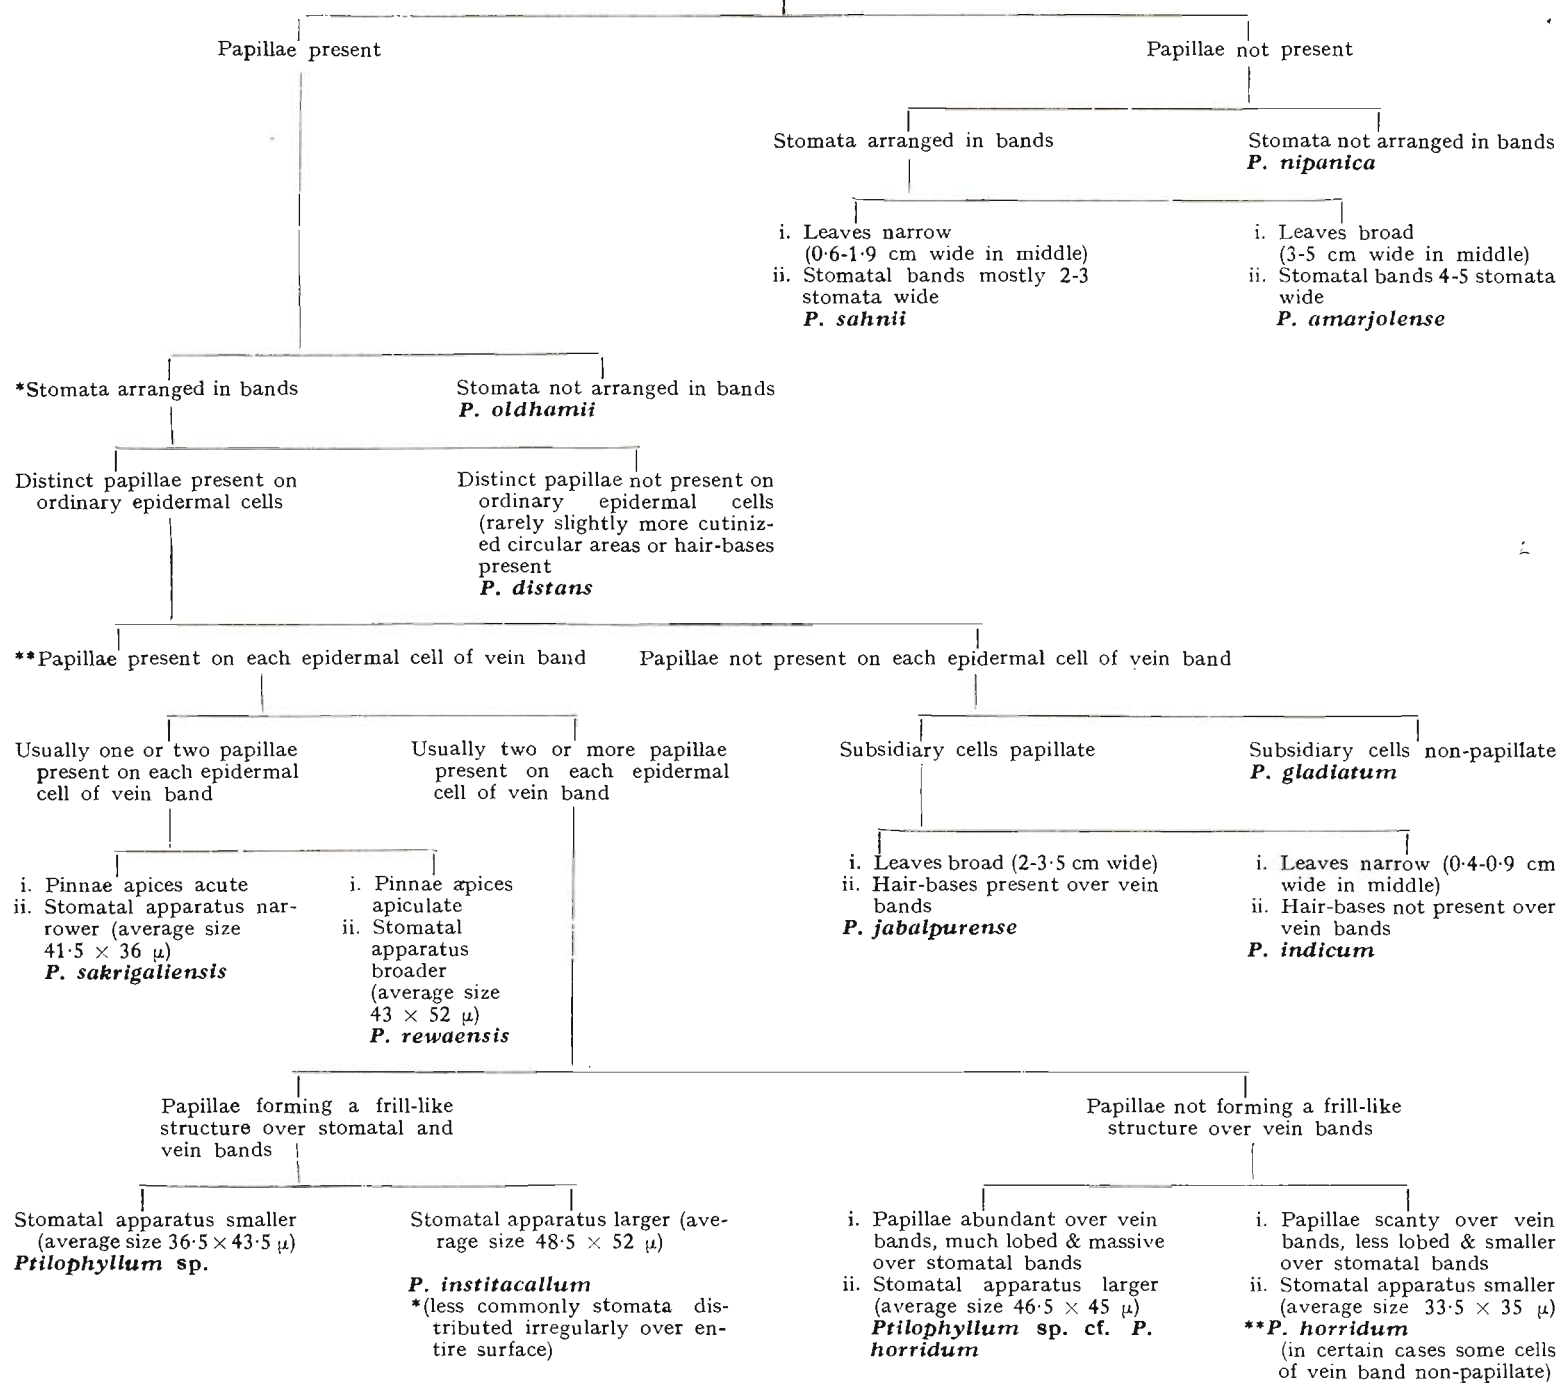 Papillae present
Papillae not present
Stomata arranged in bands
Stomata not arranged in bands
P. nipanica
i. Leaves narrow
(0·6-1·9 cm wide in middle)
ii. Stomatal bands mostly 2-3
stomata wide
P. sahnii
i. Leaves broad
(3-5 cm wide in middle)
ii. Stomatal bands 4-5 stomata
wide
P. amarjolense
*Stomata arranged in bands
Stomata not arranged in bands
P. oldhamii
Distinct papillae present on
ordinary epidermal cells
Distinct papillae not present on
ordinary epidermal cells
(rarely slightly more cutiniz-
ed circular areas or hair-bases
present
P. distans
**Papillae present on each epidermal cell of vein band
Papillae not present on each epidermal cell of vein band
Usually one or two papillae
present on each epidermal
cell of vein band
Usually two or more papillae
present on each epidermal
cell of vein band
Subsidiary cells papillate
Subsidiary cells non-papillate
P. gladiatum
i. Pinnae apices acute
ii. Stomatal apparatus nar-
rower (average size
41·5 × 36 μ)
P. sakrigaliensis
i. Pinnae apices
apiculate
ii. Stomatal
apparatus
broader
(average size
43 × 52 μ)
P. rewaensis
i. Leaves broad (2-3·5 cm wide)
ii. Hair-bases present over vein
bands
P. jabalpurense
i. Leaves narrow (0·4-0·9 cm
wide in middle)
ii. Hair-bases not present over
vein bands
P. indicum
Papillae forming a frill-like
structure over stomatal and
vein bands
Papillae not forming a frill-like
structure over vein bands
Stomatal apparatus smaller
(average size 36·5 × 43·5 μ)
Ptilophyllum sp.
Stomatal apparatus larger (ave-
rage size 48·5 × 52 μ)
P. institacallum
*(less commonly stomata dis-
tributed irregularly over en-
tire surface)
i. Papillae abundant over vein
bands, much lobed & massive
over stomatal bands
ii. Stomatal apparatus larger
(average size 46·5 × 45 μ)
Ptilophyllum sp. cf. P.
horridum
i. Papillae scanty over vein
bands, less lobed & smaller
over stomatal bands
ii. Stomatal apparatus smaller
(average size 33·5 × 35 μ)
**P. horridum
(in certain cases some cells
of vein band non-papillate)